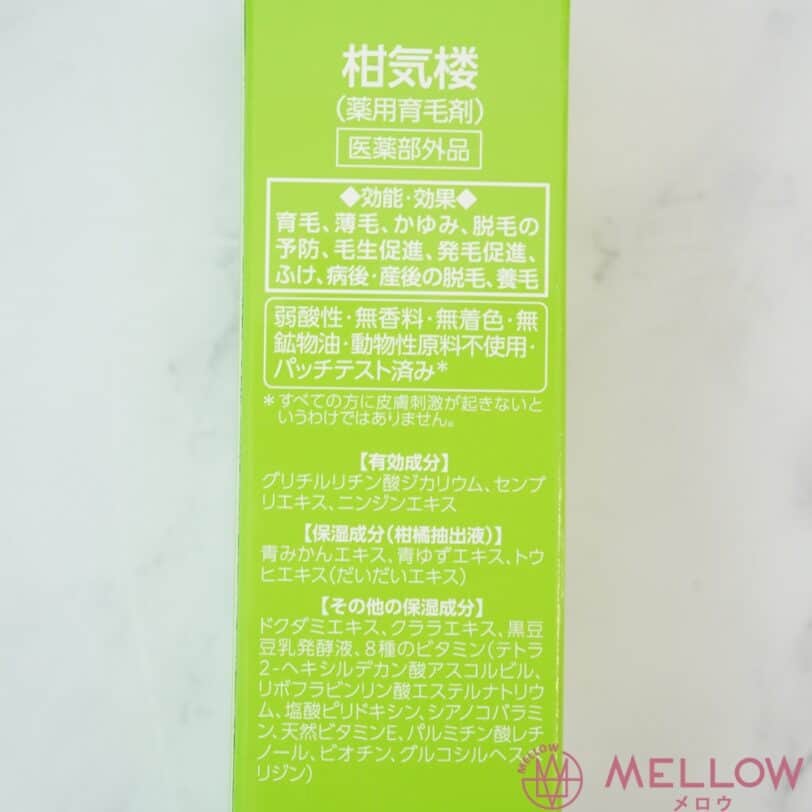 柑気楼
(薬用育毛剤)
医薬部外品
◆効能・効果◆
育毛、薄毛、かゆみ、脱毛の
予防、毛生促進、発毛促進、
ふけ、病後・産後の脱毛、養毛
弱酸性・無香料・無着色・無
鉱物油・動物性原料不使用・
パッチテスト済み*
*すべての方に皮膚刺激が起きないと
いうわけではありません。
【有効成分】
グリチルリチン酸ジカリウム、センブ
リエキス、ニンジンエキス
【保湿成分(柑橘抽出液)】
青みかんエキス、青ゆずエキス、トウ
ヒエキス(だいだいエキス)
【その他の保湿成分】
ドクダミエキス、クララエキス、黒豆
豆乳発酵液、8種のビタミン(テトラ
2-ヘキシルデカン酸アスコルビル、
リボフラビンリン酸エステルナトリウ
ム、塩酸ピリドキシン、シアノコバラミ
ン、天然ビタミンE、パルミチン酸レチ
ノール、ビオチン、グルコシルヘス
リジン)
MELLOW
MELLOW
メロウ